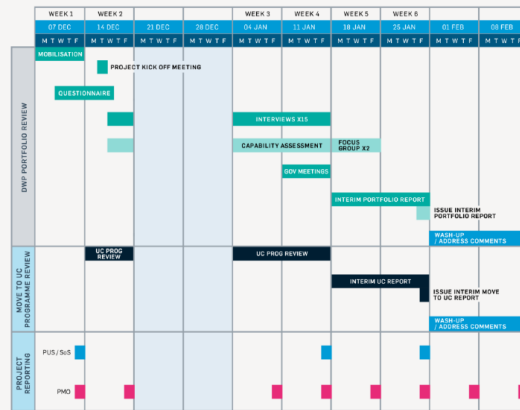 WEEK 1 WEEK 2 WEEK 3 WEEK 4 WEEK 5 WEEK 6
07 DEC 14 DEC 21 DEC 28 DEC 04 JAN 11 JAN 18 JAN 25 JAN 01 FEB 08 FEB
M T W T F M T W T F M T W T F M T W T F M T W T F M T W T F M T W T F M T W T F M T W T F M T W T F
DWP PORTFOLIO REVIEW
MOBILISATION
PROJECT KICK OFF MEETING
QUESTIONNAIRE
INTERVIEWS X15
CAPABILITY ASSESSMENT
FOCUS
GROUP X2
GOV MEETINGS
INTERIM PORTFOLIO REPORT
ISSUE INTERIM
PORTFOLIO REPORT
WASH-UP
/ ADDRESS COMMENTS
MOVE TO UC
PROGRAMME REVIEW
UC PROG
REVIEW
UC PROG REVIEW
INTERIM UC REPORT
ISSUE INTERIM MOVE
TO UC REPORT
WASH-UP
/ ADDRESS COMMENTS
PROJECT
REPORTING
PUS / SoS
PMO